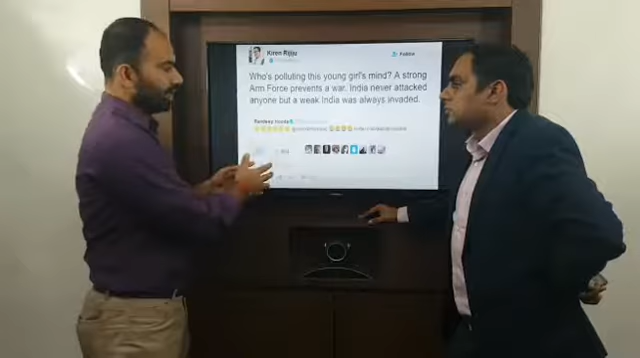 Kiren Rijiju
Follow
Who's polluting this young girl's mind? A strong
Arm Force prevents a war. India never attacked
anyone but a weak India was always invaded.